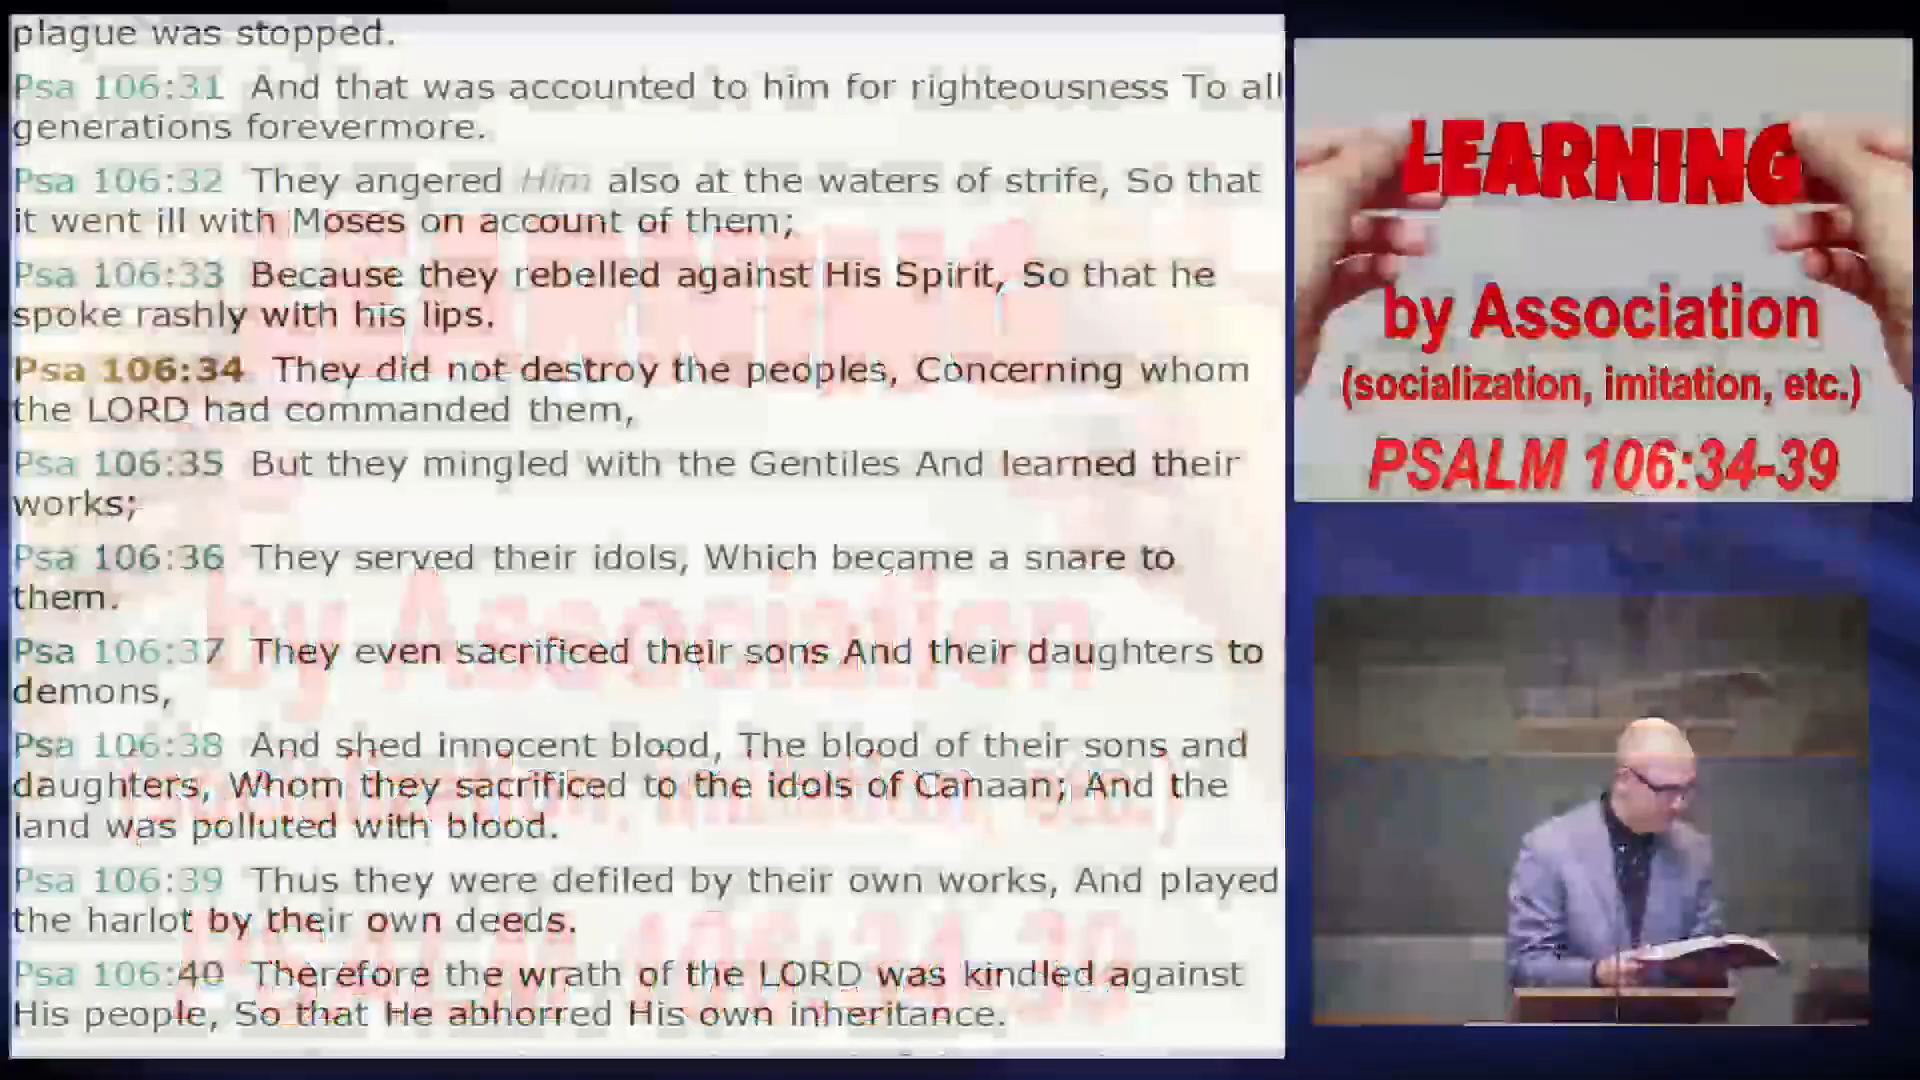 plague was stopped.
Psa 106:31 And that was accounted to him for righteousness To all
generations forevermore.
Psa 106:32 They angered Him also at the waters of strife, So that
it went ill with Moses on account of them;
Psa 106:33 Because they rebelled against His Spirit, So that he
spoke rashly with his lips.
Psa 106:34 They did not destroy the peoples, Concerning whom
the LORD had commanded them,
Psa 106:35 But they mingled with the Gentiles And learned their
works;
Psa 106:36 They served their idols, Which became a snare to
them.
Psa 106:37 They even sacrificed their sons And their daughters to
demons,
Psa 106:38 And shed innocent blood, The blood of their sons and
daughters, Whom they sacrificed to the idols of Canaan; And the
land was polluted with blood.
Psa 106:39 Thus they were defiled by their own works, And played
the harlot by their own deeds.
Psa 106:40 Therefore the wrath of the LORD was kindled against
His people, So that He abhorred His own inheritance.
LEARNING
by Association
(socialization, imitation, etc.)
PSALM 106:34-39
LEARNING
by Association
(socialization, imitation, etc.)
PSALM 106:34-39